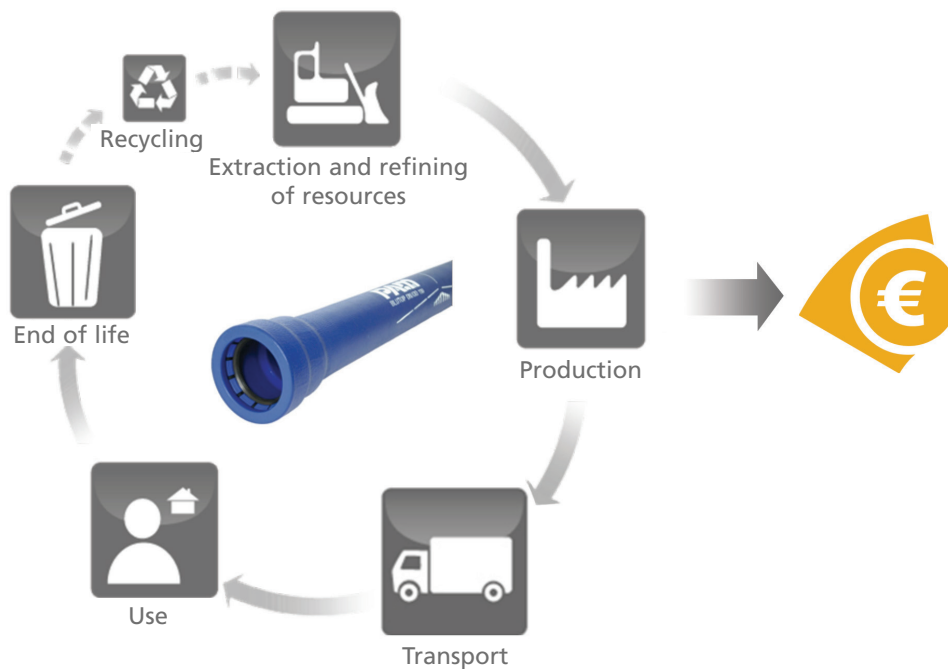 Recycling
Extraction and refining
of resources
End of life
Production
Use
Transport
€